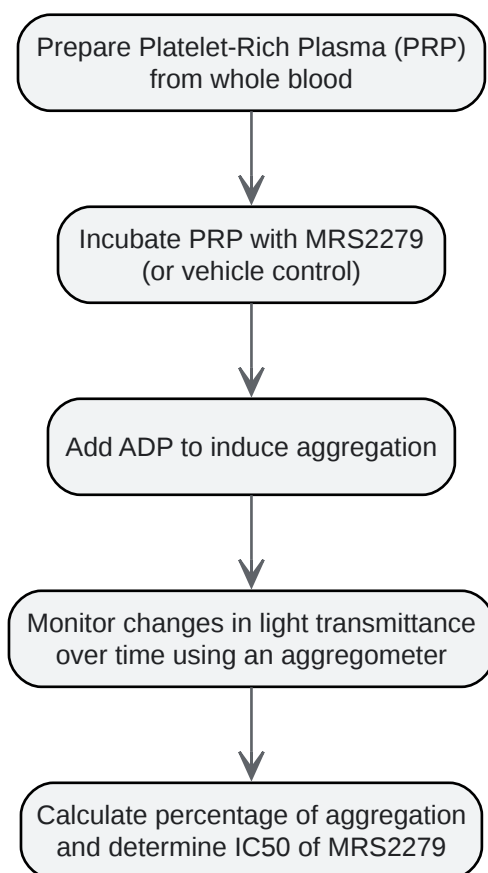 Prepare Platelet-Rich Plasma (PRP)
from whole blood
Incubate PRP with MRS2279
(or vehicle control)
Add ADP to induce aggregation
Monitor changes in light transmittance
over time using an aggregometer
Calculate percentage of aggregation
and determine IC50 of MRS2279